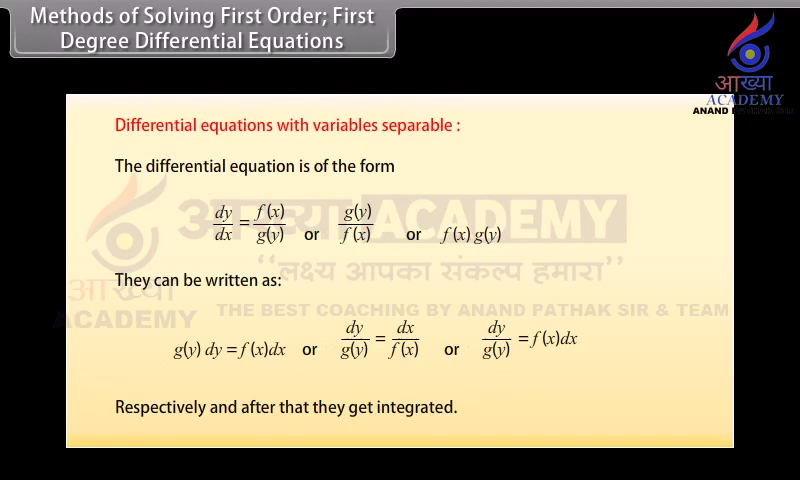 Methods of Solving First Order; First
Degree Differential Equations
आख्या
ACADEMY
Differential equations with variables separable :
The differential equation is of the form
dy/dx = f(x)/g(y) or g(y)/f(x) or f(x) g(y)
आख्या ACADEMY
They can be written as:
“लक्ष्य आपका संकल्प हमारा”
आख्या
ACADEMY
THE BEST COACHING BY ANAND PATHAK SIR & TEAM
g(y) dy = f(x)dx or dy/g(y) = dx/f(x) or dy/g(y) = f(x)dx
Respectively and after that they get integrated.